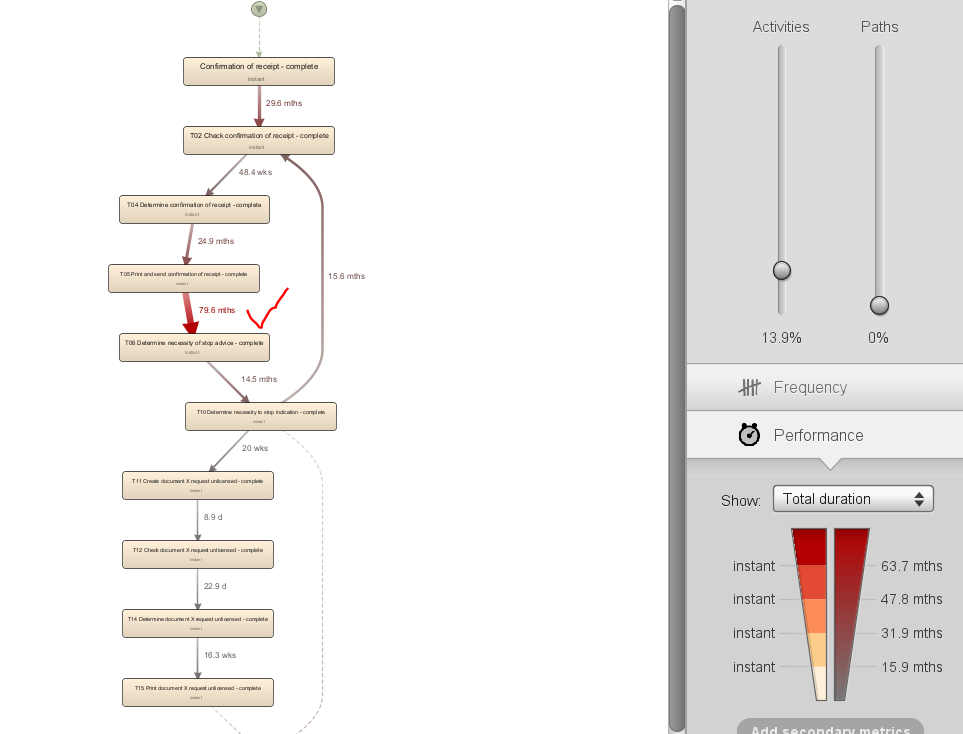 Confirmation of receipt - complete
instant
29.6 mths
T02 Check confirmation of receipt - complete
instant
48.4 wks
T04 Determine confirmation of receipt - complete
instant
24.9 mths
T05 Print and send confirmation of receipt - complete
instant
15.6 mths
79.6 mths
T06 Determine necessity of stop advice - complete
instant
14.5 mths
T10 Determine necessity to stop indication - complete
instant
20 wks
T11 Create document X request unlicensed - complete
instant
8.9 d
T12 Check document X request unlicensed - complete
instant
22.9 d
T14 Determine document X request unlicensed - complete
instant
16.3 wks
T15 Print document X request unlicensed - complete
instant
Activities Paths
13.9% 0%
Frequency
Performance
Show: Total duration
instant 63.7 mths
instant 47.8 mths
instant 31.9 mths
instant 15.9 mths
Add secondary metrics